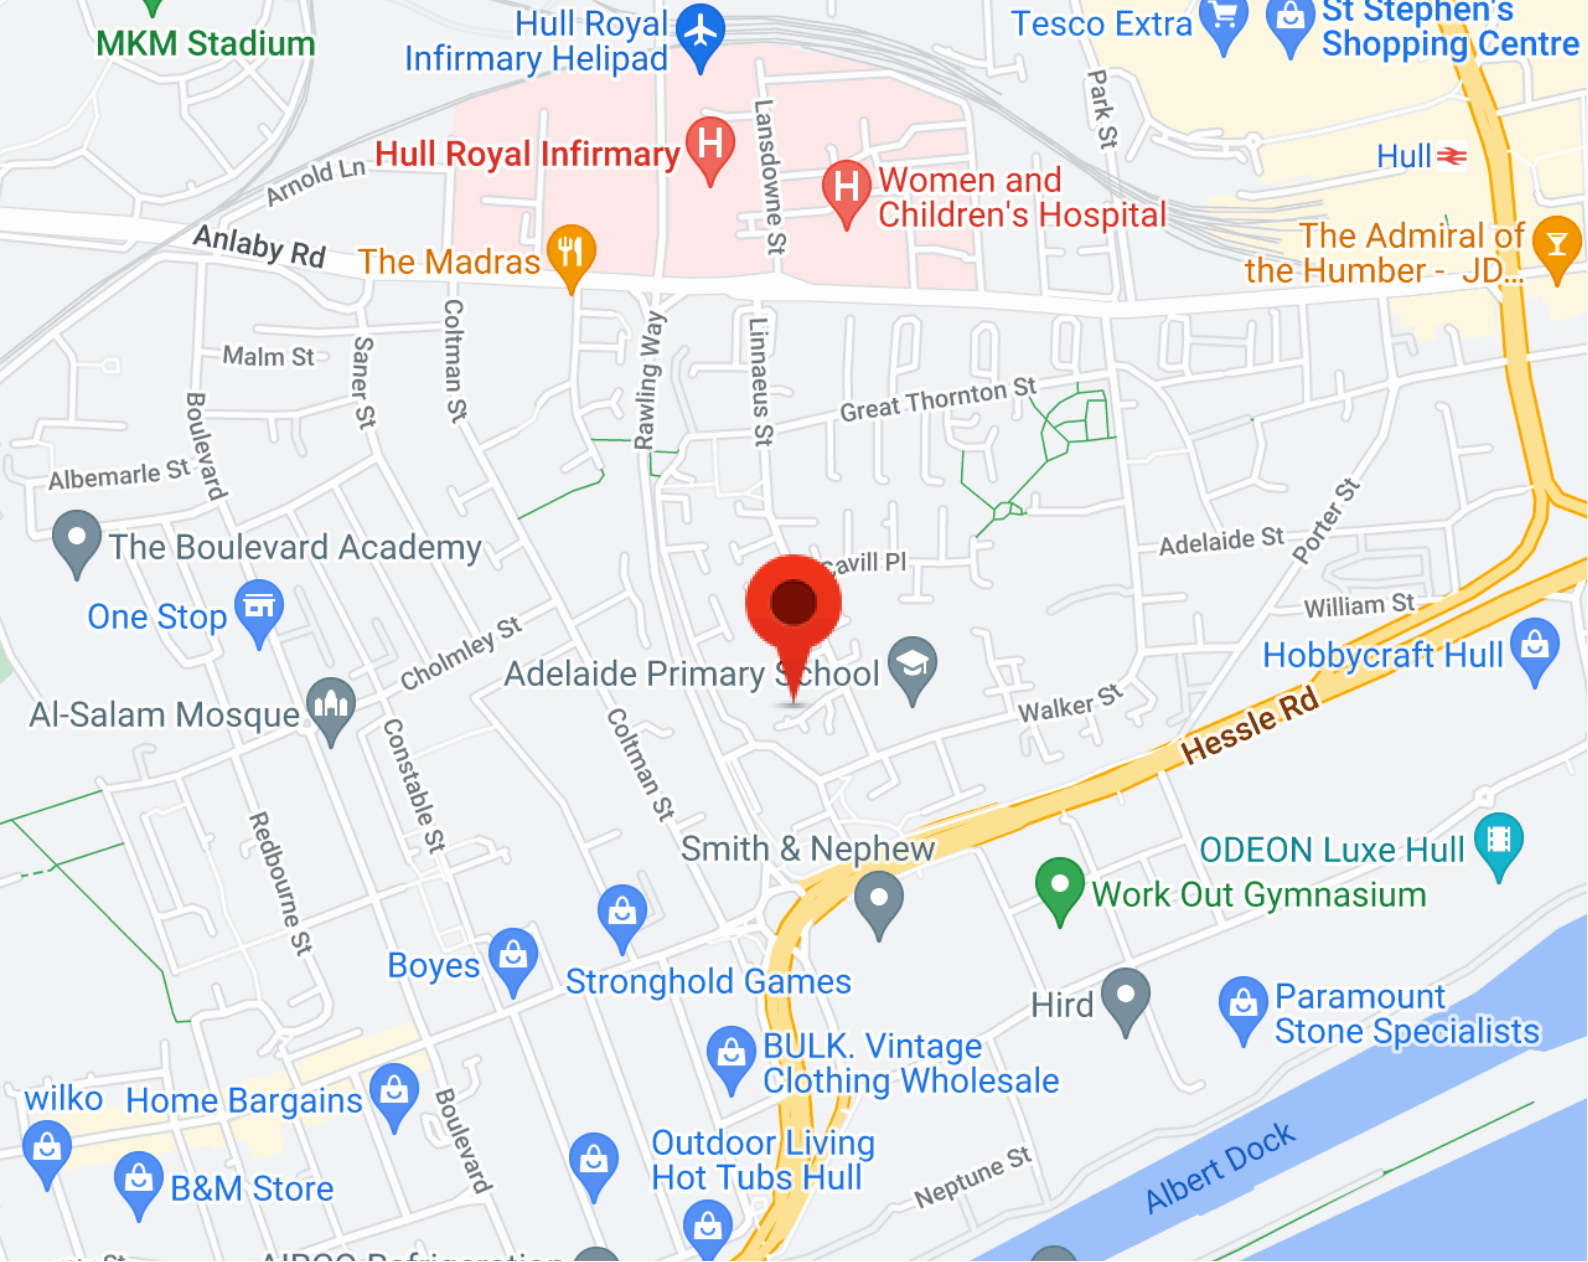 MKM Stadium
Hull Royal
Infirmary Helipad
Tesco Extra
St Stephen's
Shopping Centre
Park St
Lansdowne St
Arnold Ln
Hull Royal Infirmary
H
H
Women and
Children's Hospital
Hull
Anlaby Rd
The Madras
The Admiral of
the Humber - JD...
Coltman St
Rawling Way
Linnaeus St
Malm St
Saner St
Boulevard
Great Thornton St
Albemarle St
Porter St
Adelaide St
The Boulevard Academy
Cavill Pl
One Stop
William St
Cholmley St
Hobbycraft Hull
Adelaide Primary School
Al-Salam Mosque
Walker St
Hessle Rd
Constable St
Coltman St
Redbourne St
Smith & Nephew
ODEON Luxe Hull
Work Out Gymnasium
Boyes
Stronghold Games
Hird
Paramount
Stone Specialists
BULK. Vintage
Clothing Wholesale
wilko
Home Bargains
Boulevard
Outdoor Living
Hot Tubs Hull
B&M Store
Neptune St
Albert Dock
St